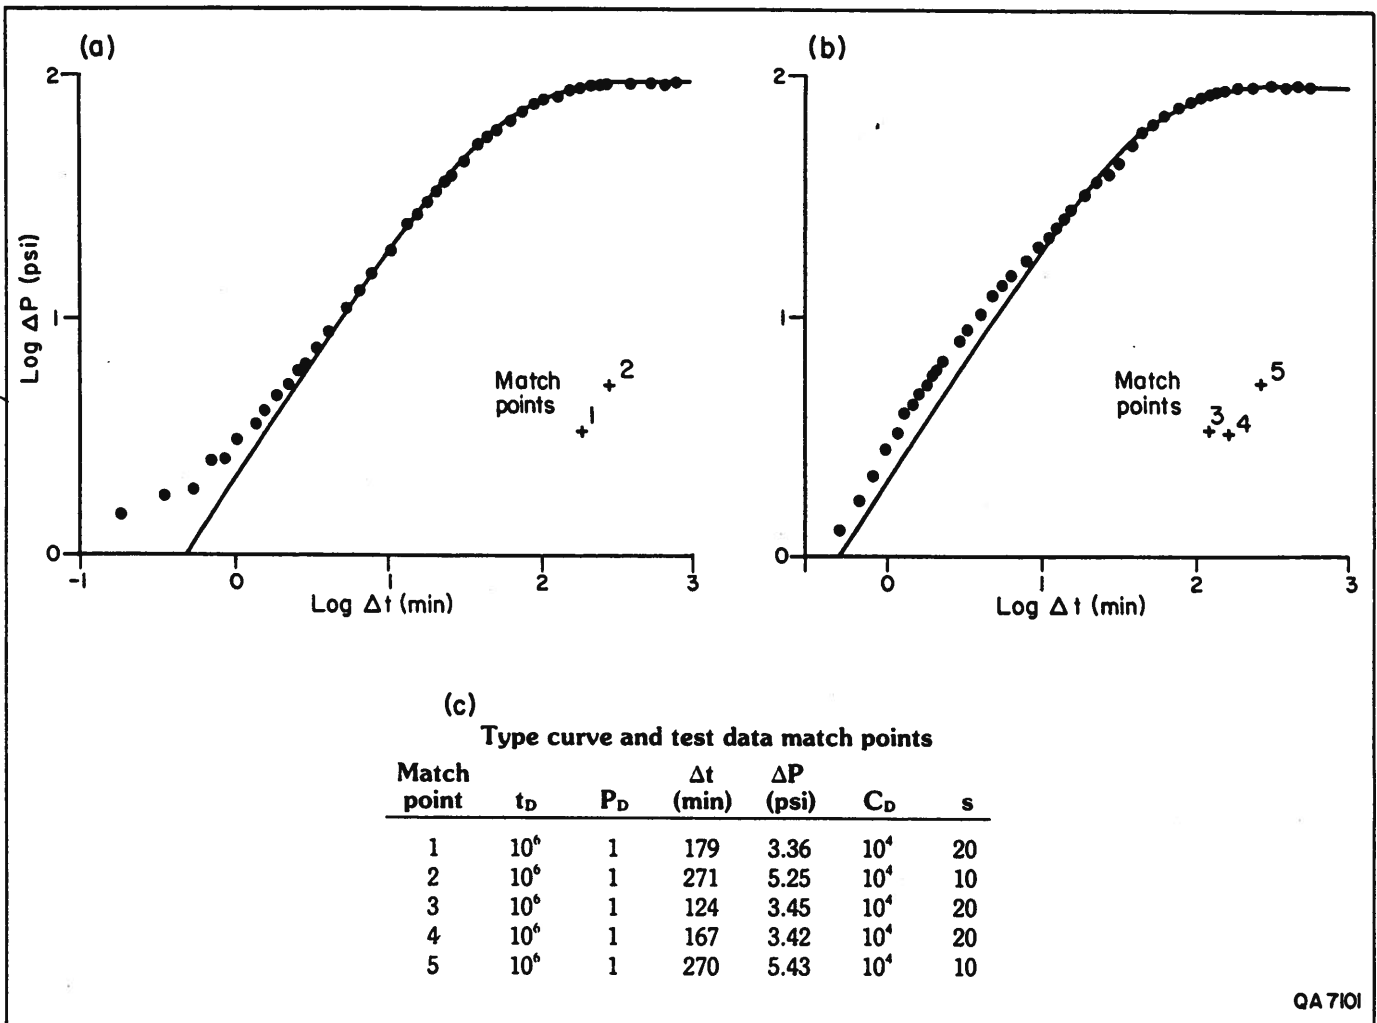 (a)
2
1
0
-1
0
1
2
3
Log ΔP (psi)
Log Δt (min)
Match
points
2
1
(b)
2
1
0
0
1
2
3
Log Δt (min)
Match
points
5
3
4
(c)
Type curve and test data match points
Match point tD PD Δt (min) ΔP (psi) CD s
1 10⁶ 1 179 3.36 10⁴ 20
2 10⁶ 1 271 5.25 10⁴ 10
3 10⁶ 1 124 3.45 10⁴ 20
4 10⁶ 1 167 3.42 10⁴ 20
5 10⁶ 1 270 5.43 10⁴ 10
QA7101